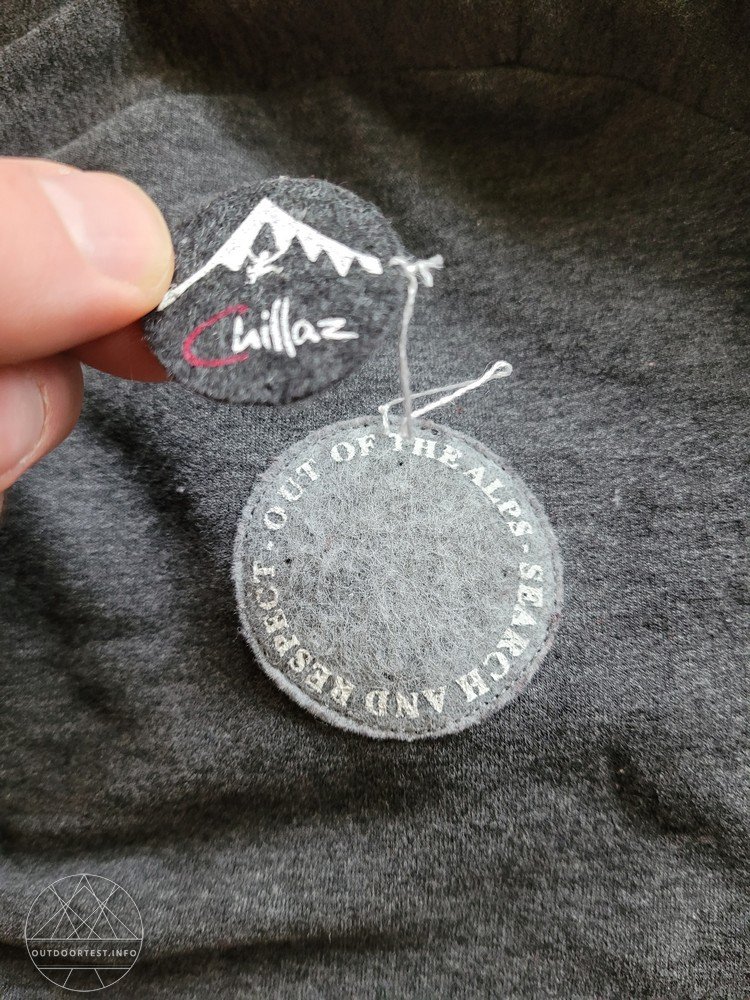 Chillaz
OUT OF THE ALPS - SEARCH AND RESPECT -
OUTDOORTEST.INFO